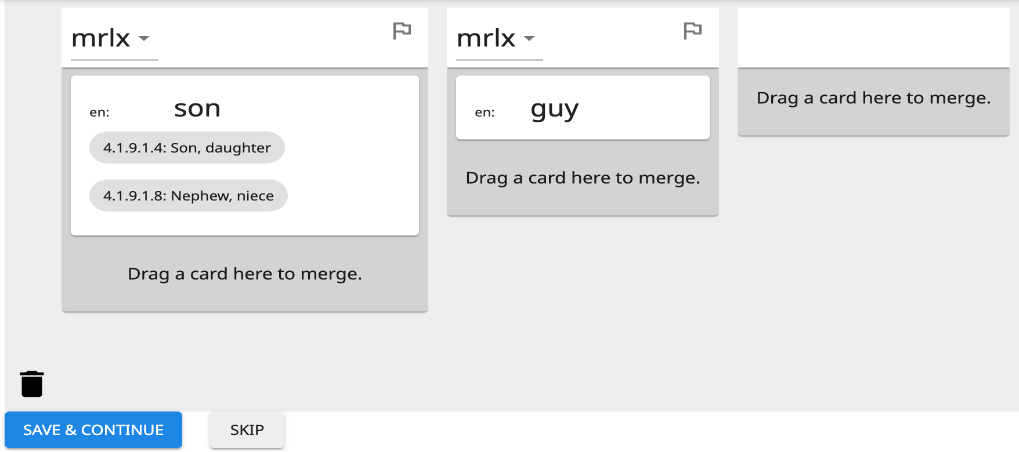 mrlx
en: son
4.1.9.1.4: Son, daughter
4.1.9.1.8: Nephew, niece
Drag a card here to merge.
mrlx
en: guy
Drag a card here to merge.
Drag a card here to merge.
SAVE & CONTINUE
SKIP